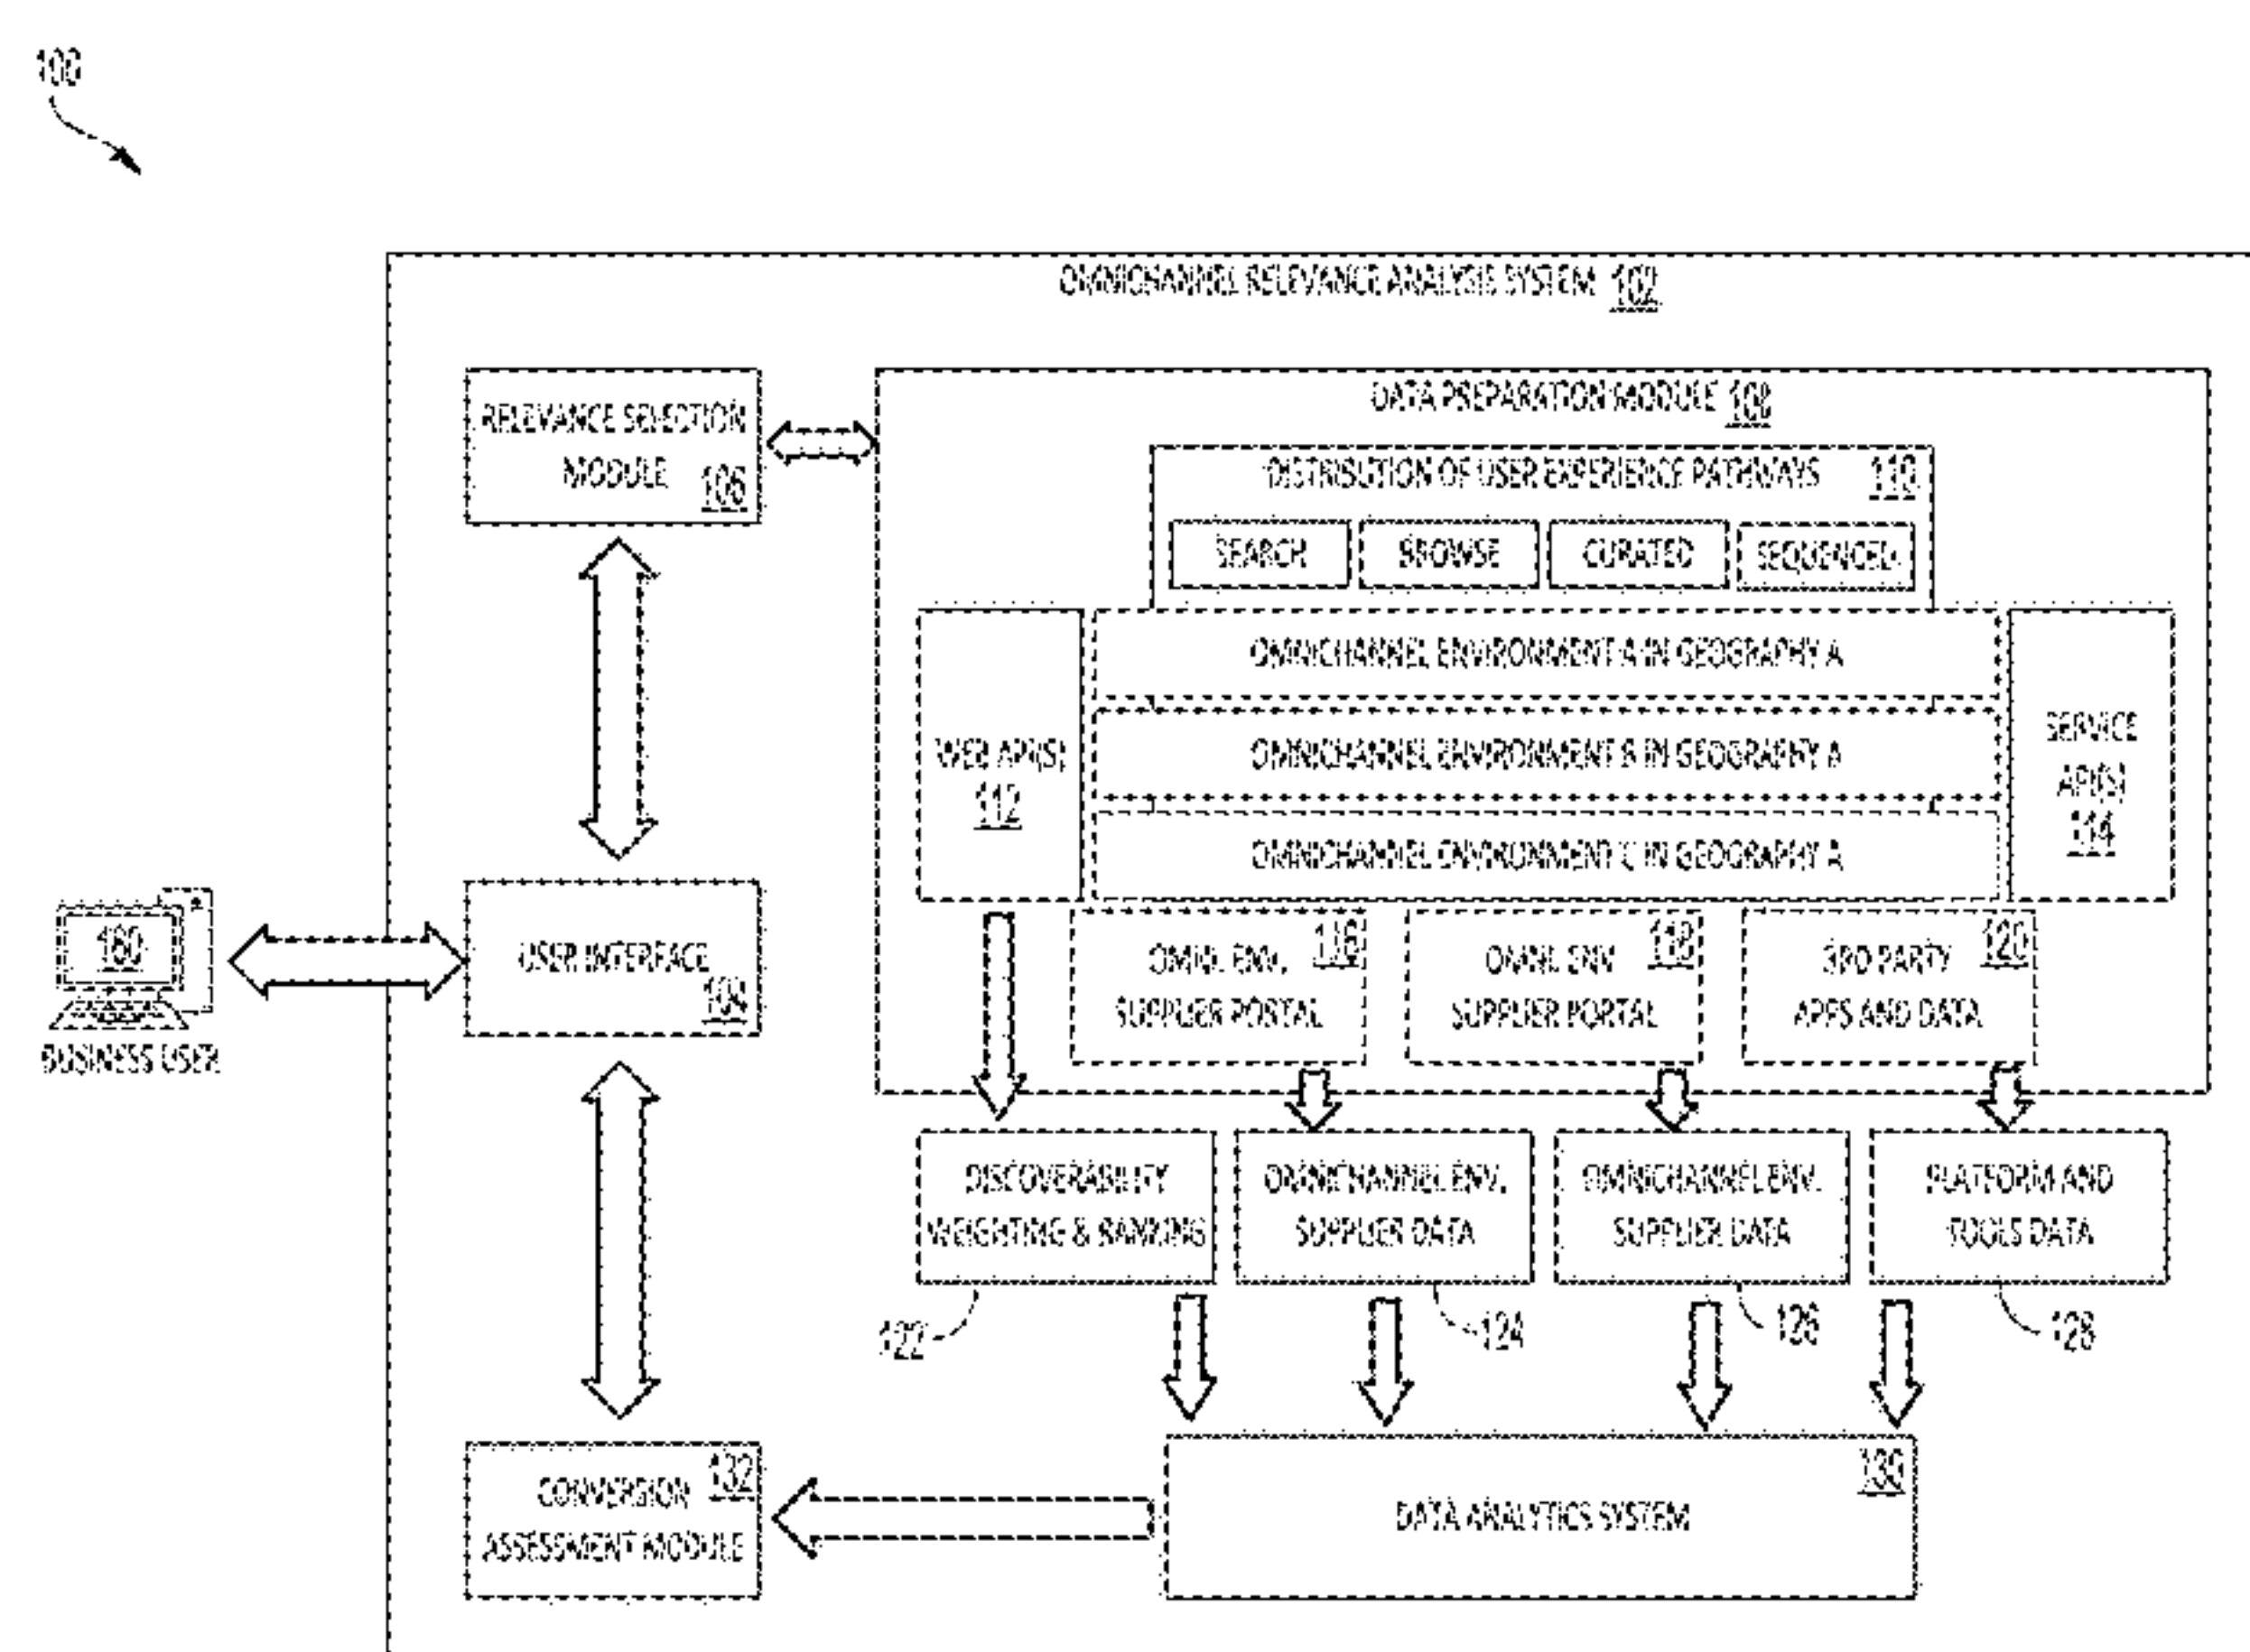 100
OMNICHANNEL RELEVANCE ANALYSIS SYSTEM 102
RELEVANCE SELECTION
MODULE 106
DATA PREPARATION MODULE 108
DISTRIBUTION OF USER EXPERIENCE PATHWAYS 110
SEARCH BROWSE CURATED SEQUENCED
WEB API(S)
112
OMNICHANNEL ENVIRONMENT A IN GEOGRAPHY A
OMNICHANNEL ENVIRONMENT B IN GEOGRAPHY A
OMNICHANNEL ENVIRONMENT C IN GEOGRAPHY A
SERVICE
API(S)
114
160
BUSINESS USER
USER INTERFACE
104
OMNI. ENV. 116
SUPPLIER PORTAL
OMNI. ENV 118
SUPPLIER PORTAL
3RD PARTY 120
APPS AND DATA
DISCOVERABILITY
WEIGHTING & RANKING
OMNICHANNEL ENV.
SUPPLIER DATA
OMNICHANNEL ENV.
SUPPLIER DATA
PLATFORM AND
TOOLS DATA
122 124 126 128
CONVERSION 132
ASSESSMENT MODULE
130
DATA ANALYTICS SYSTEM